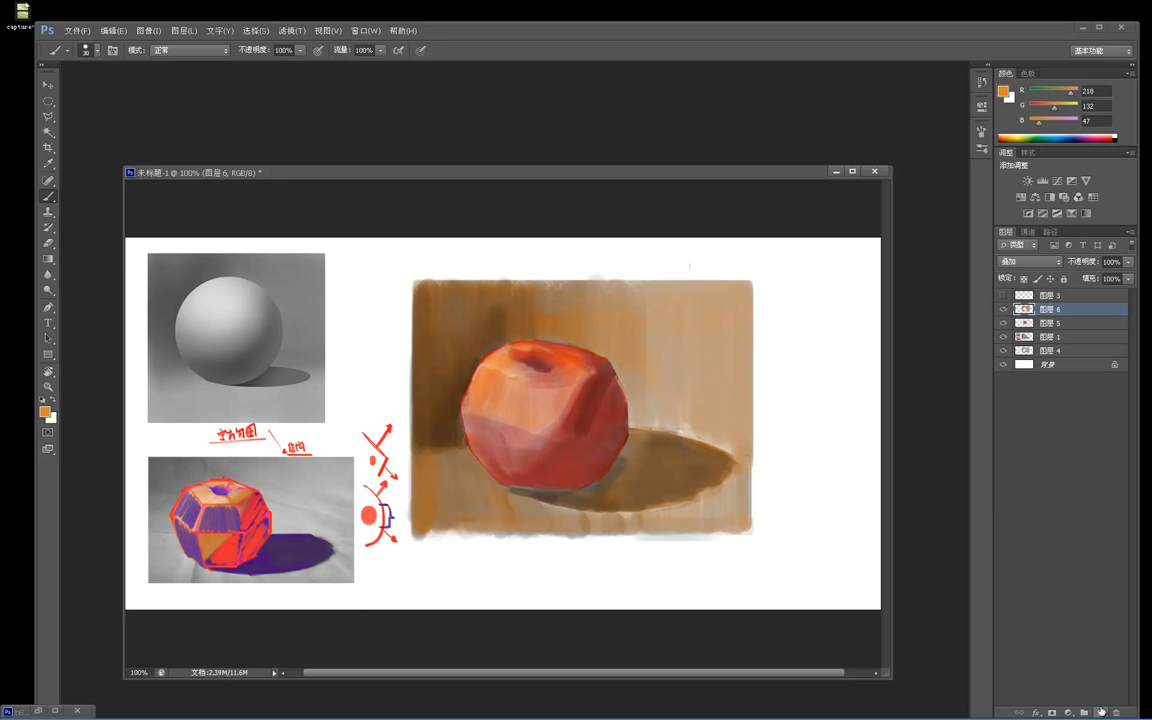 capture
Ps 文件(F) 编辑(E) 图像(I) 图层(L) 文字(Y) 选择(S) 滤镜(T) 视图(V) 窗口(W) 帮助(H)
30 模式: 正常 不透明度: 100% 流量: 100% 基本功能
颜色 色板
R 218
G 132
B 47
调整 样式
添加调整
图层 通道 路径
类型
叠加 不透明度: 100%
锁定: 填充: 100%
图层 3
图层 6
图层 5
图层 1
图层 4
背景
未标题-1 @ 100% (图层 6, RGB/8) *
结构
100% 文档:2.39M/11.6M
Ps